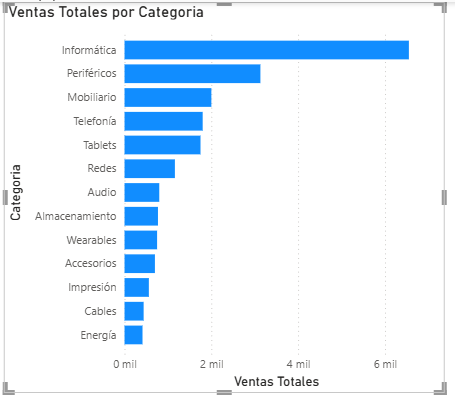 Ventas Totales por Categoria
Categoria
Informática
Periféricos
Mobiliario
Telefonía
Tablets
Redes
Audio
Almacenamiento
Wearables
Accesorios
Impresión
Cables
Energía
0 mil 2 mil 4 mil 6 mil
Ventas Totales